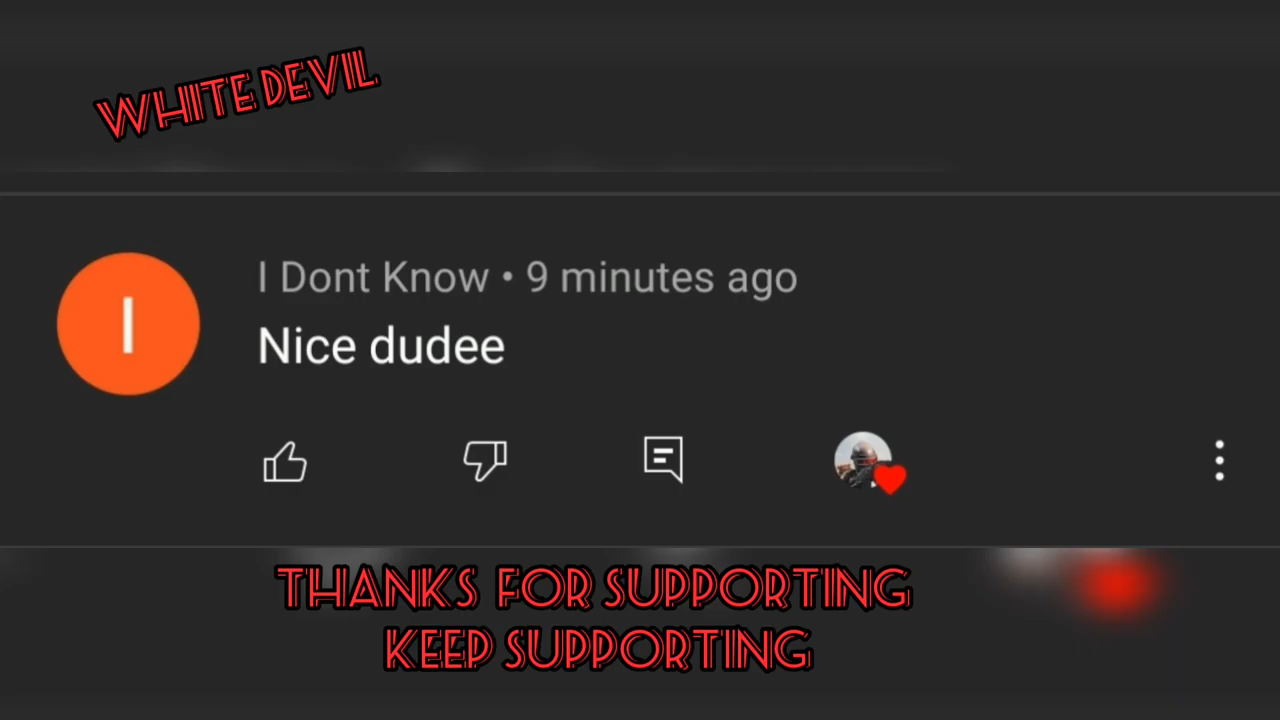 WHITE DEVIL
I
I Dont Know • 9 minutes ago
Nice dudee
THANKS FOR SUPPORTING
KEEP SUPPORTING